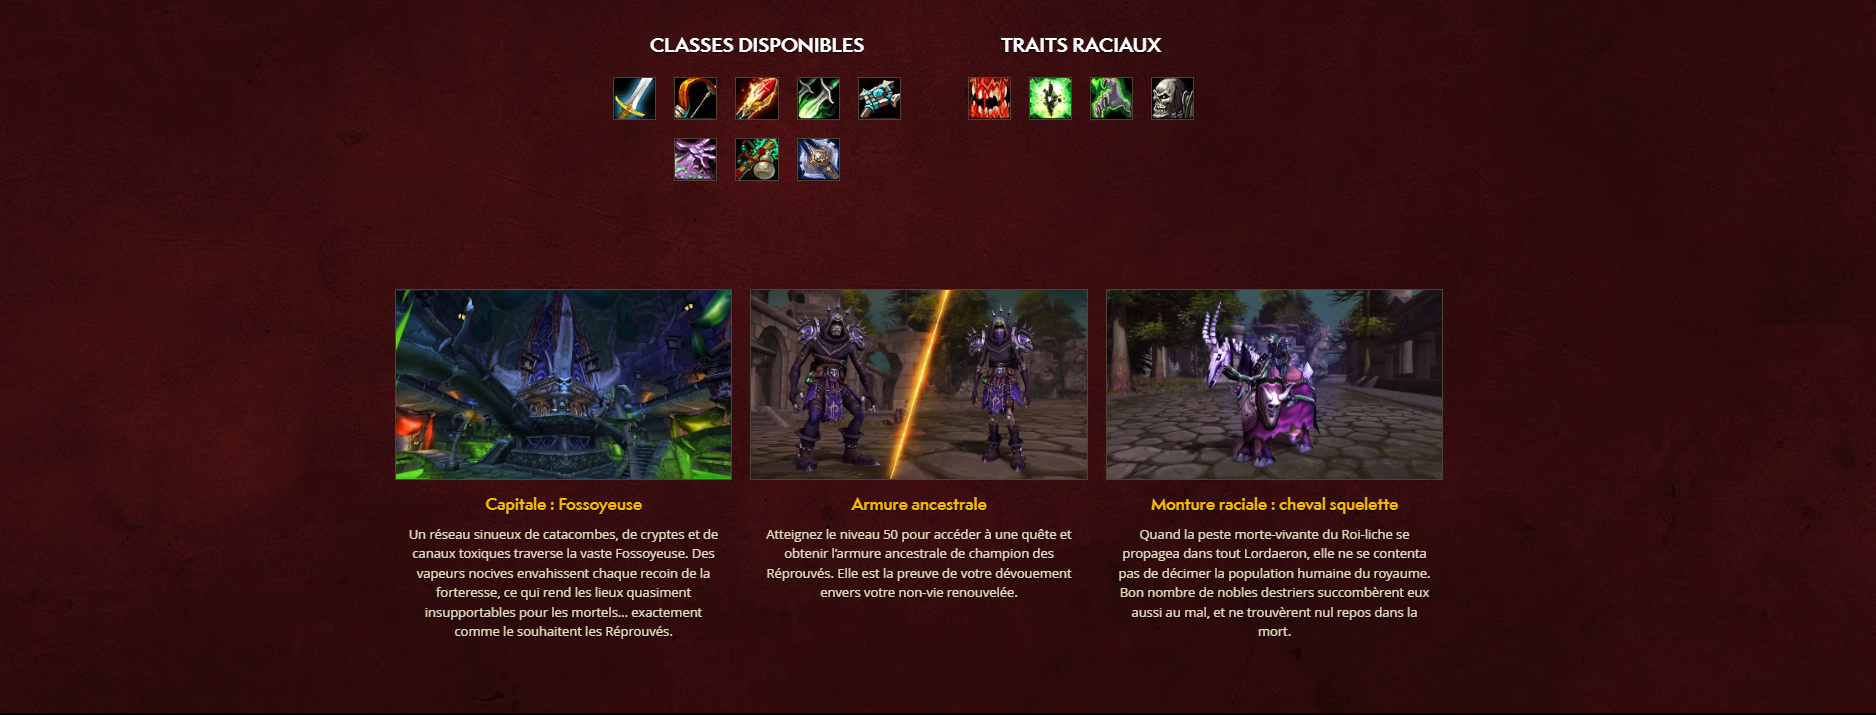 CLASSES DISPONIBLES
TRAITS RACIAUX
Capitale : Fossoyeuse
Un réseau sinueux de catacombes, de cryptes et de
canaux toxiques traverse la vaste Fossoyeuse. Des
vapeurs nocives envahissent chaque recoin de la
forteresse, ce qui rend les lieux quasiment
insupportables pour les mortels... exactement
comme le souhaitent les Réprouvés.
Armure ancestrale
Atteignez le niveau 50 pour accéder à une quête et
obtenir l’armure ancestrale de champion des
Réprouvés. Elle est la preuve de votre dévouement
envers votre non-vie renouvelée.
Monture raciale : cheval squelette
Quand la peste morte-vivante du Roi-liche se
propagea dans tout Lordaeron, elle ne se contenta
pas de décimer la population humaine du royaume.
Bon nombre de nobles destriers succombèrent eux
aussi au mal, et ne trouvèrent nul repos dans la
mort.